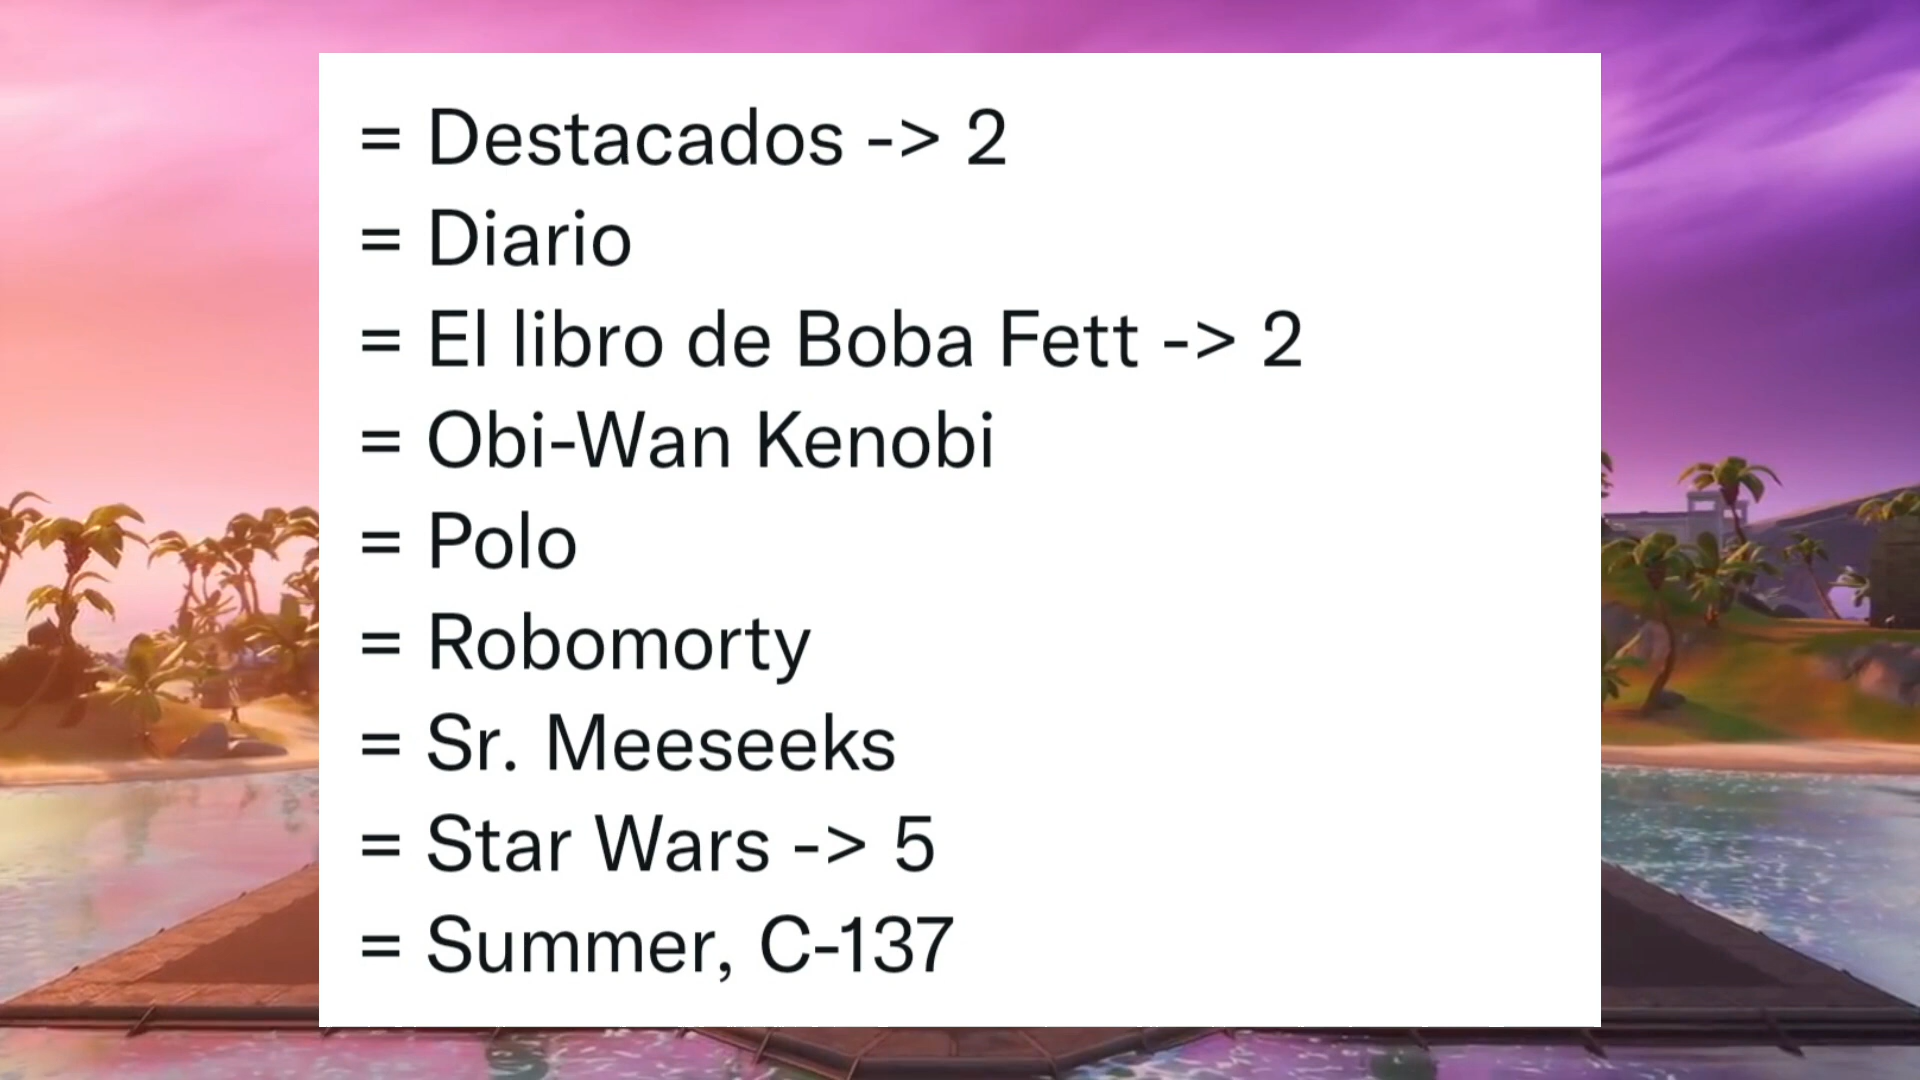 = Destacados -> 2
= Diario
= El libro de Boba Fett -> 2
= Obi-Wan Kenobi
= Polo
= Robomorty
= Sr. Meeseeks
= Star Wars -> 5
= Summer, C-137